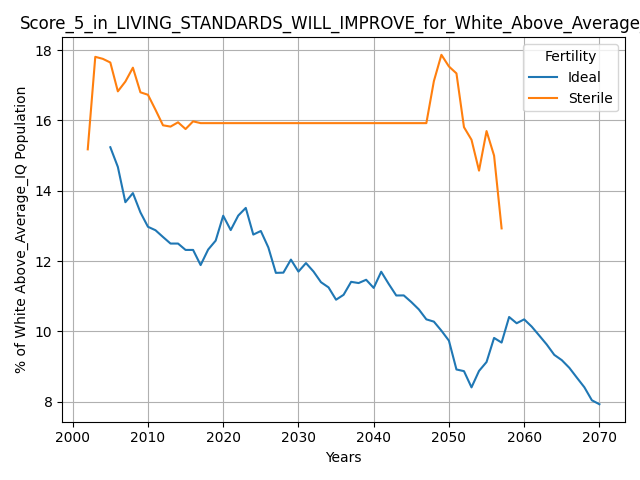 Score_5_in_LIVING_STANDARDS_WILL_IMPROVE_for_White_Above_Average
18
16
14
12
10
8
% of White Above_Average_IQ Population
Fertility
Ideal
Sterile
2000 2010 2020 2030 2040 2050 2060 2070
Years